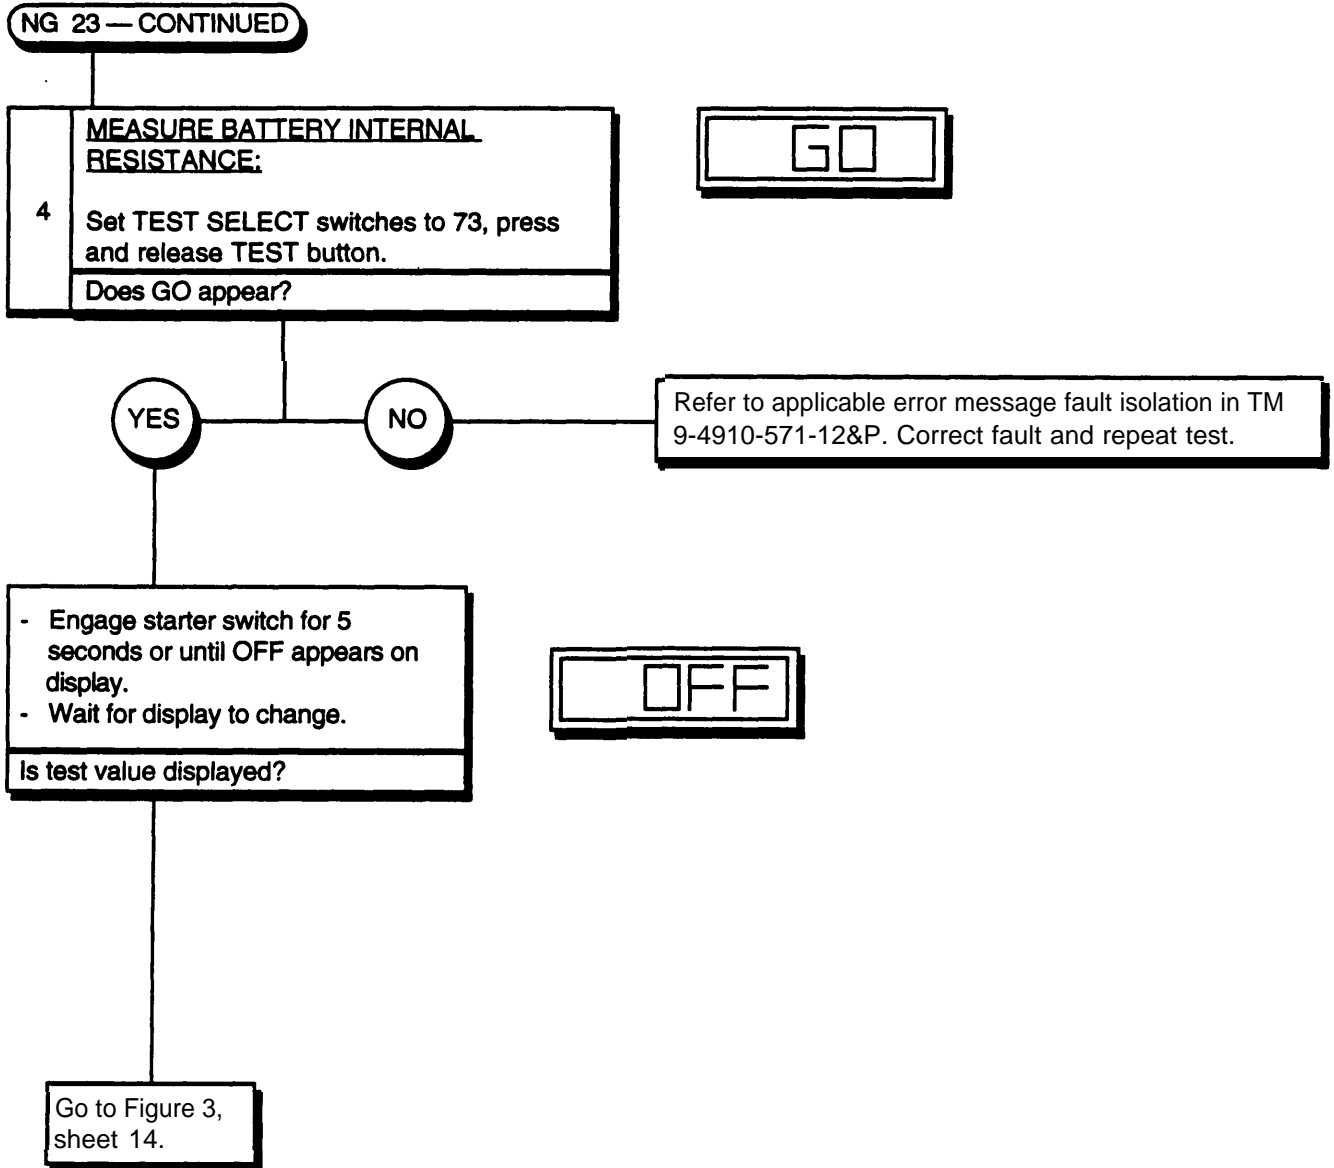 NG 23 — CONTINUED
MEASURE BATTERY INTERNAL
RESISTANCE:
4
Set TEST SELECT switches to 73, press
and release TEST button.
Does GO appear?
GO
YES
NO
Refer to applicable error message fault isolation in TM
9-4910-571-12&P. Correct fault and repeat test.
- Engage starter switch for 5
seconds or until OFF appears on
display.
- Wait for display to change.
Is test value displayed?
OFF
Go to Figure 3,
sheet 14.